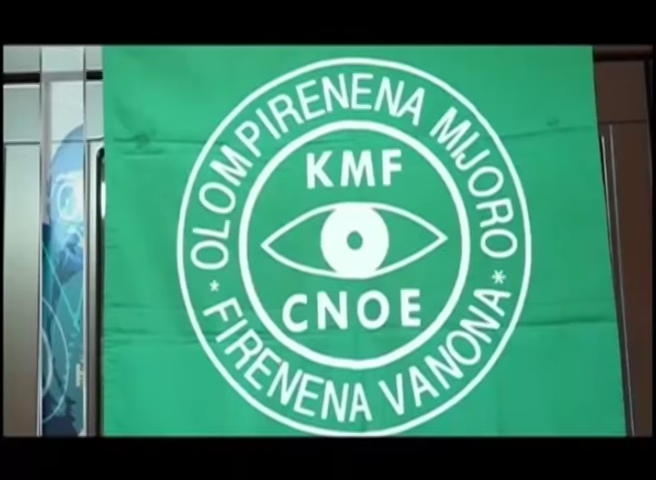 OLOMPIRENENA MIJORO
KMF
CNOE
* FIRENENA VANONA *